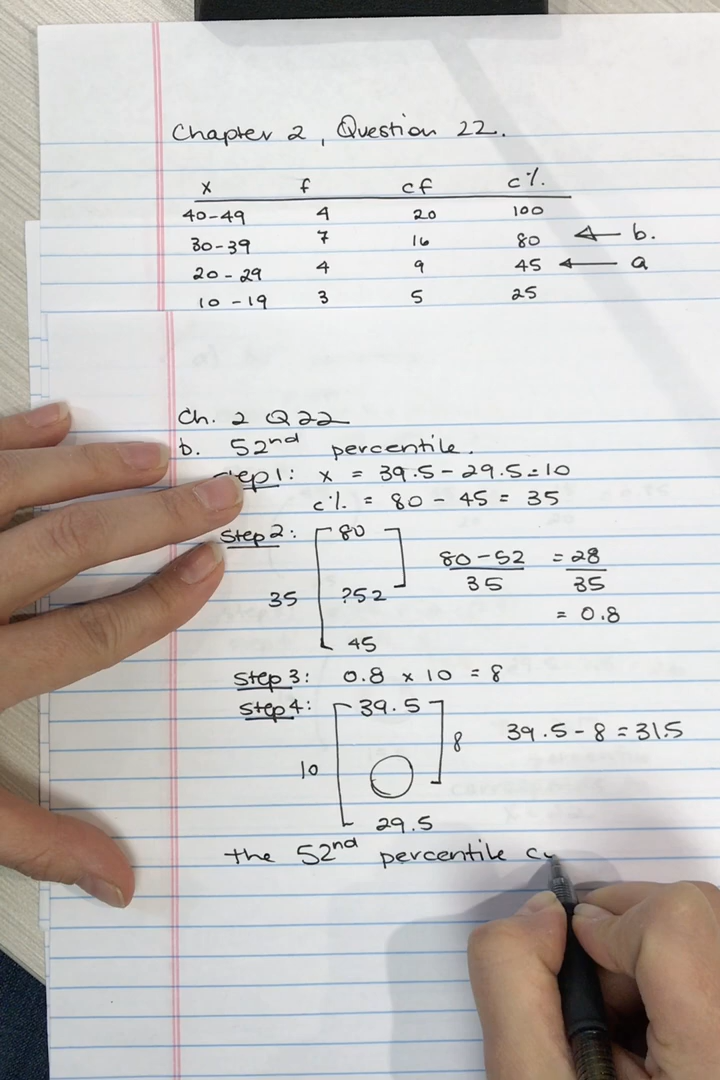 Chapter 2, Question 22.
x f cf c%.
40-49 4 20 100
30-39 7 16 80 b.
20-29 4 9 45 a
10-19 3 5 25
Ch. 2 Q22
b. 52nd percentile.
Step 1: x = 39.5 - 29.5 = 10
c% = 80 - 45 = 35
Step 2: 80
80-52 = 28
35 ?52 35 35
= 0.8
45
Step 3: 0.8 x 10 = 8
Step 4: 39.5
8 39.5 - 8 = 31.5
10
29.5
the 52nd percentile